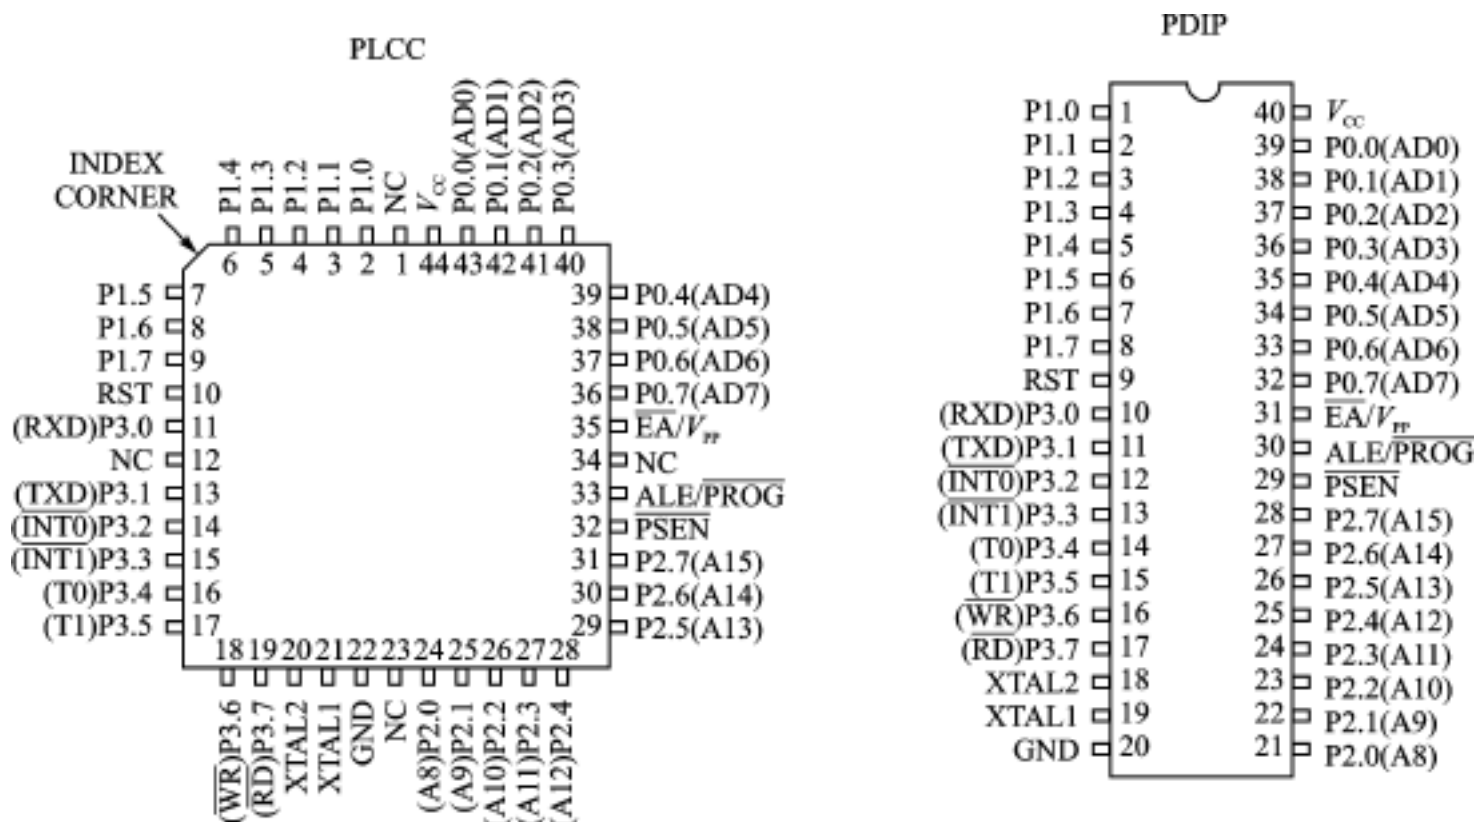 PLCC
INDEX
CORNER
P1.4
P1.3
P1.2
P1.1
P1.0
NC
VCC
P0.0(AD0)
P0.1(AD1)
P0.2(AD2)
P0.3(AD3)
6 5 4 3 2 1 44 43 42 41 40
P1.5 7
P1.6 8
P1.7 9
RST 10
(RXD)P3.0 11
NC 12
(TXD)P3.1 13
(I̅N̅T̅0̅)P3.2 14
(I̅N̅T̅1̅)P3.3 15
(T0)P3.4 16
(T1)P3.5 17
39 P0.4(AD4)
38 P0.5(AD5)
37 P0.6(AD6)
36 P0.7(AD7)
35 E̅A̅/VPP
34 NC
33 ALE/P̅R̅O̅G̅
32 P̅S̅E̅N̅
31 P2.7(A15)
30 P2.6(A14)
29 P2.5(A13)
18 19 20 21 22 23 24 25 26 27 28
(W̅R̅)P3.6
(R̅D̅)P3.7
XTAL2
XTAL1
GND
NC
(A8)P2.0
(A9)P2.1
(A10)P2.2
(A11)P2.3
(A12)P2.4
PDIP
P1.0 1
P1.1 2
P1.2 3
P1.3 4
P1.4 5
P1.5 6
P1.6 7
P1.7 8
RST 9
(RXD)P3.0 10
(TXD)P3.1 11
(I̅N̅T̅0̅)P3.2 12
(I̅N̅T̅1̅)P3.3 13
(T0)P3.4 14
(T1)P3.5 15
(W̅R̅)P3.6 16
(R̅D̅)P3.7 17
XTAL2 18
XTAL1 19
GND 20
40 VCC
39 P0.0(AD0)
38 P0.1(AD1)
37 P0.2(AD2)
36 P0.3(AD3)
35 P0.4(AD4)
34 P0.5(AD5)
33 P0.6(AD6)
32 P0.7(AD7)
31 E̅A̅/VPP
30 ALE/P̅R̅O̅G̅
29 P̅S̅E̅N̅
28 P2.7(A15)
27 P2.6(A14)
26 P2.5(A13)
25 P2.4(A12)
24 P2.3(A11)
23 P2.2(A10)
22 P2.1(A9)
21 P2.0(A8)